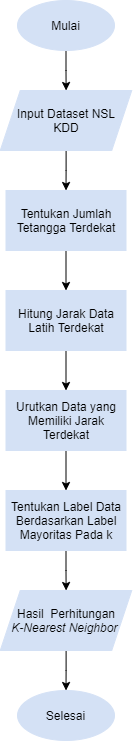 Mulai
Input Dataset NSL
KDD
Tentukan Jumlah
Tetangga Terdekat
Hitung Jarak Data
Latih Terdekat
Urutkan Data yang
Memiliki Jarak
Terdekat
Tentukan Label Data
Berdasarkan Label
Mayoritas Pada k
Hasil Perhitungan
K-Nearest Neighbor
Selesai